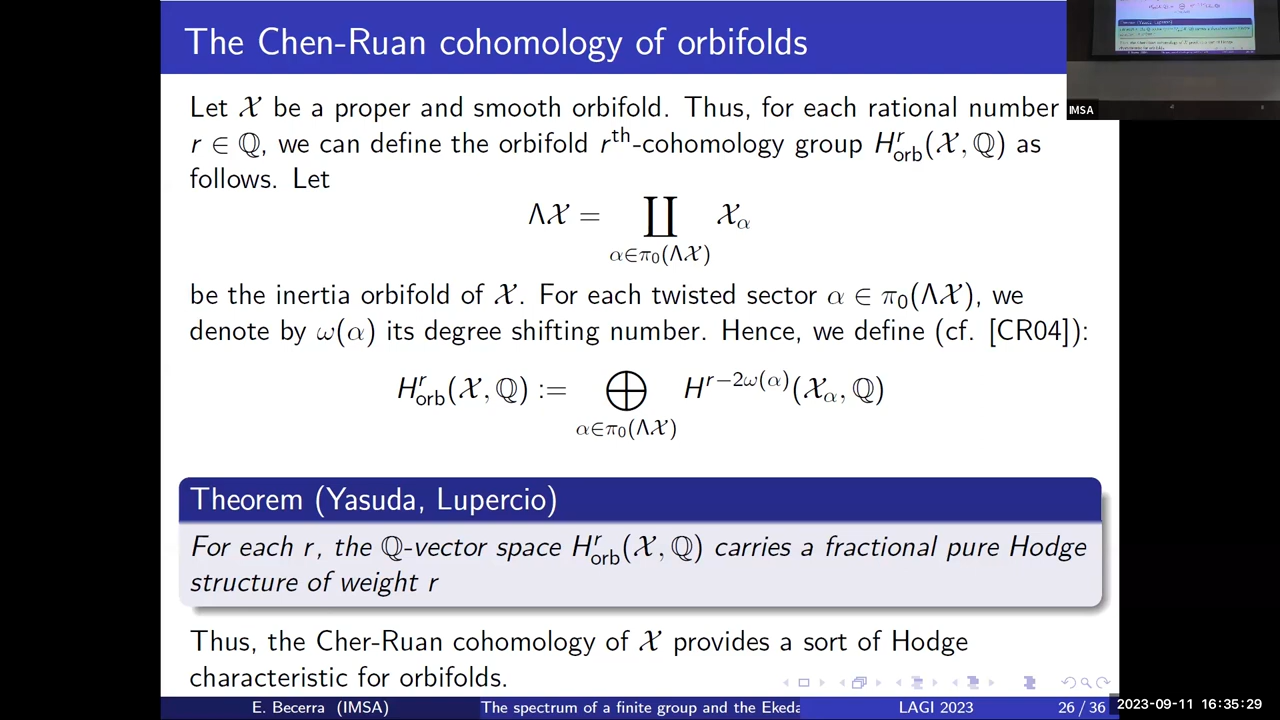 The Chen-Ruan cohomology of orbifolds
Let 𝒳 be a proper and smooth orbifold. Thus, for each rational number
r ∈ ℚ, we can define the orbifold rᵗʰ-cohomology group H^r_orb(𝒳, ℚ) as
follows. Let
Λ𝒳 = ∐_{α∈π₀(Λ𝒳)} 𝒳_α
be the inertia orbifold of 𝒳. For each twisted sector α ∈ π₀(Λ𝒳), we
denote by ω(α) its degree shifting number. Hence, we define (cf. [CR04]):
H^r_orb(𝒳, ℚ) := ⊕_{α∈π₀(Λ𝒳)} H^{r−2ω(α)}(𝒳_α, ℚ)
Theorem (Yasuda, Lupercio)
For each r, the ℚ-vector space H^r_orb(𝒳, ℚ) carries a fractional pure Hodge
structure of weight r
Thus, the Cher-Ruan cohomology of 𝒳 provides a sort of Hodge
characteristic for orbifolds.
E. Becerra (IMSA) The spectrum of a finite group and the Ekeda LAGI 2023 26 / 36
IMSA
2023-09-11 16:35:29